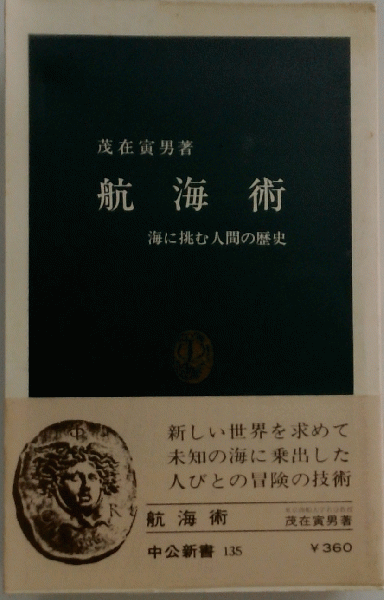 茂在寅男著
航海術
海に挑む人間の歴史
新しい世界を求めて
未知の海に乗出した
人びとの冒険の技術
航海術
茂在寅男著
中公新書 135
¥360